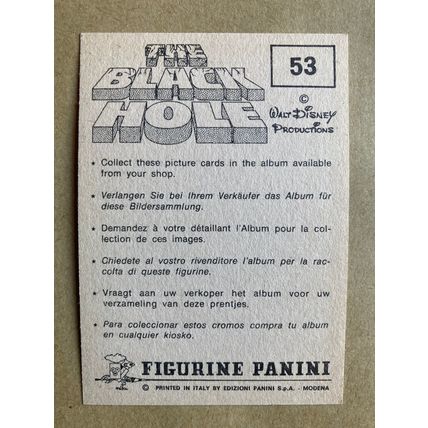 THE
BLACK
HOLE
53
©
WALT DISNEY
PRODUCTIONS
★ Collect these picture cards in the album available
from your shop.
★ Verlangen Sie bei Ihrem Verkäufer das Album für
diese Bildersammlung.
★ Demandez à votre détaillant l'Album pour la col-
lection de ces images.
★ Chiedete al vostro rivenditore l'album per la rac-
colta di queste figurine.
★ Vraagt aan uw verkoper het album voor uw
verzameling van deze prentjes.
★ Para coleccionar estos cromos compra tu album
en cualquier kiosko.
FIGURINE PANINI
© PRINTED IN ITALY BY EDIZIONI PANINI S.p.A. - MODENA